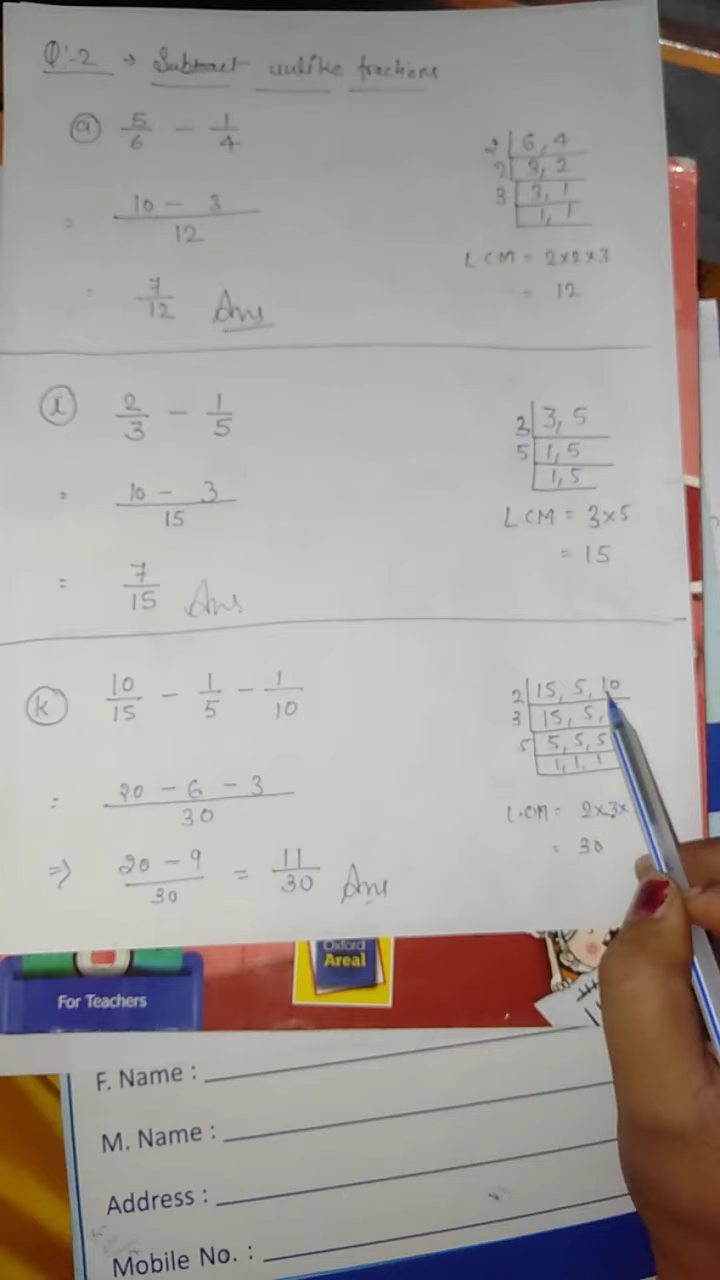 Q:-2 → Subtract unlike fractions
(a) 5/6 - 1/4
= 10 - 3 / 12
= 7/12 Ans
2 | 6, 4
2 | 3, 2
3 | 3, 1
1, 1
LCM = 2×2×3
= 12
(i) 2/3 - 1/5
= 10 - 3 / 15
= 7/15 Ans
3 | 3, 5
5 | 1, 5
1, 5
LCM = 3×5
= 15
(k) 10/15 - 1/5 - 1/10
= 20 - 6 - 3 / 30
=> 20 - 9 / 30 = 11/30 Ans
2 | 15, 5, 10
3 | 15, 5,
5 | 5, 5, 5
1, 1, 1
L.CM = 2×3×
= 30
For Teachers
Oxford
Areal
F. Name :
M. Name :
Address :
Mobile No. :